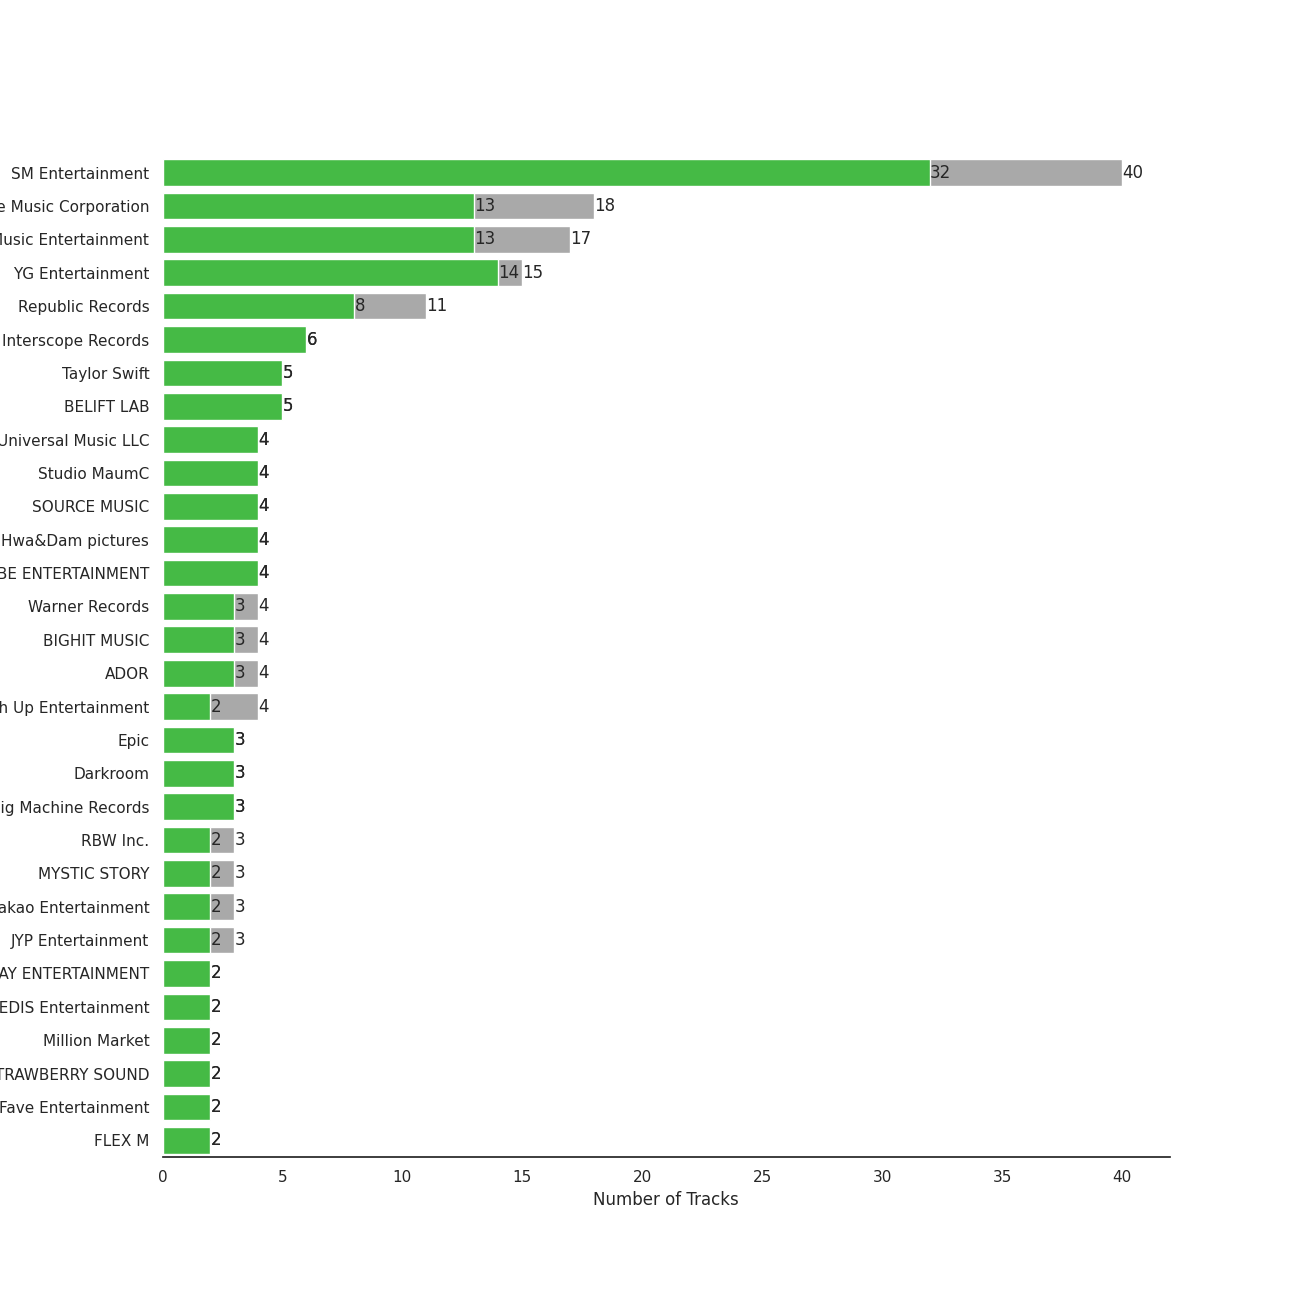 SM Entertainment 32 40
e Music Corporation 13 18
Music Entertainment 13 17
YG Entertainment 14 15
Republic Records 8 11
Interscope Records 6
Taylor Swift 5
BELIFT LAB 5
Universal Music LLC 4
Studio MaumC 4
SOURCE MUSIC 4
Hwa&Dam pictures 4
BE ENTERTAINMENT 4
Warner Records 3 4
BIGHIT MUSIC 3 4
ADOR 3 4
h Up Entertainment 2 4
Epic 3
Darkroom 3
ig Machine Records 3
RBW Inc. 2 3
MYSTIC STORY 2 3
akao Entertainment 2 3
JYP Entertainment 2 3
AY ENTERTAINMENT 2
EDIS Entertainment 2
Million Market 2
TRAWBERRY SOUND 2
Fave Entertainment 2
FLEX M 2
0 5 10 15 20 25 30 35 40
Number of Tracks